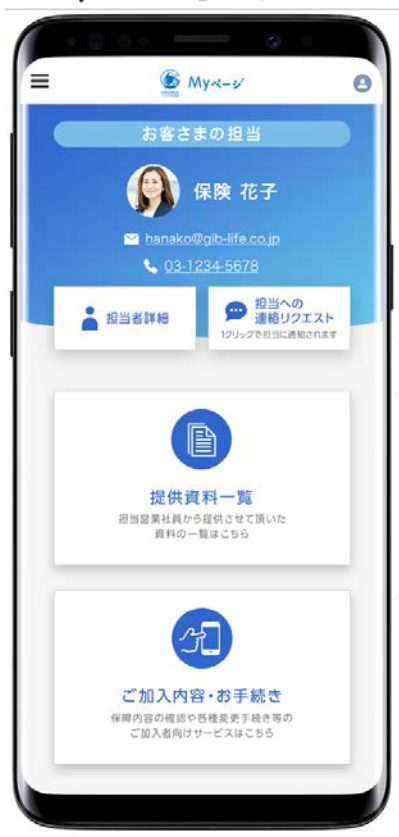 Myページ
お客さまの担当
保険 花子
hanako@gib-life.co.jp
03-1234-5678
担当者詳細
担当への
連絡リクエスト
1クリックで担当に通知されます
提供資料一覧
担当営業社員から提供させて頂いた
資料の一覧はこちら
ご加入内容・お手続き
保障内容の確認や各種変更手続き等の
ご加入者向けサービスはこちら